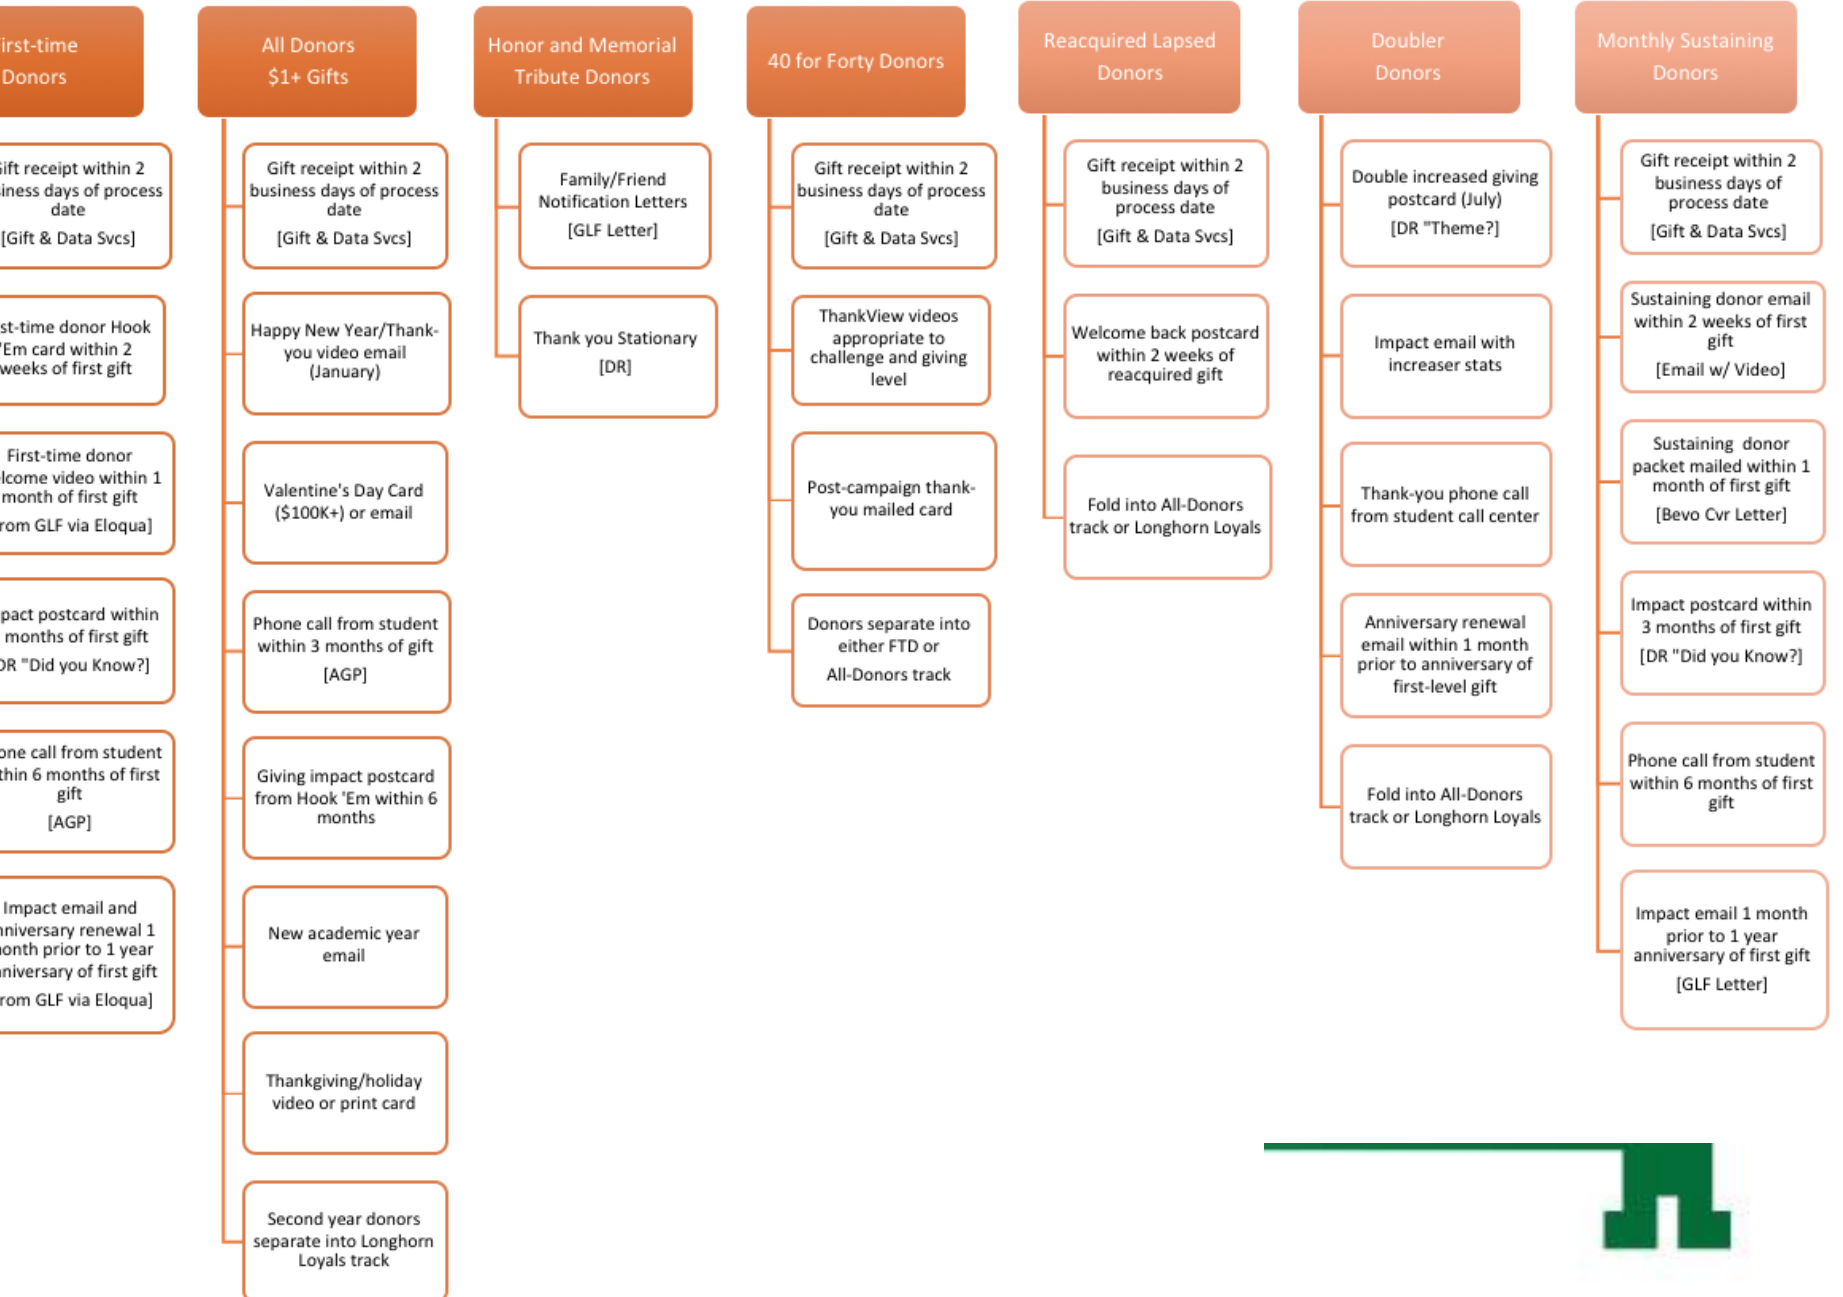 irst-time
Donors
ift receipt within 2
iness days of process
date
[Gift & Data Svcs]
st-time donor Hook
'Em card within 2
weeks of first gift
First-time donor
lcome video within 1
month of first gift
rom GLF via Eloqua]
pact postcard within
months of first gift
DR "Did you Know?]
one call from student
thin 6 months of first
gift
[AGP]
Impact email and
nniversary renewal 1
onth prior to 1 year
nniversary of first gift
rom GLF via Eloqua]
All Donors
$1+ Gifts
Gift receipt within 2
business days of process
date
[Gift & Data Svcs]
Happy New Year/Thank-
you video email
(January)
Valentine's Day Card
($100K+) or email
Phone call from student
within 3 months of gift
[AGP]
Giving impact postcard
from Hook 'Em within 6
months
New academic year
email
Thankgiving/holiday
video or print card
Second year donors
separate into Longhorn
Loyals track
Honor and Memorial
Tribute Donors
Family/Friend
Notification Letters
[GLF Letter]
Thank you Stationary
[DR]
40 for Forty Donors
Gift receipt within 2
business days of process
date
[Gift & Data Svcs]
ThankView videos
appropriate to
challenge and giving
level
Post-campaign thank-
you mailed card
Donors separate into
either FTD or
All-Donors track
Reacquired Lapsed
Donors
Gift receipt within 2
business days of
process date
[Gift & Data Svcs]
Welcome back postcard
within 2 weeks of
reacquired gift
Fold into All-Donors
track or Longhorn Loyals
Doubler
Donors
Double increased giving
postcard (July)
[DR "Theme?]
Impact email with
increaser stats
Thank-you phone call
from student call center
Anniversary renewal
email within 1 month
prior to anniversary of
first-level gift
Fold into All-Donors
track or Longhorn Loyals
Monthly Sustaining
Donors
Gift receipt within 2
business days of
process date
[Gift & Data Svcs]
Sustaining donor email
within 2 weeks of first
gift
[Email w/ Video]
Sustaining donor
packet mailed within 1
month of first gift
[Bevo Cvr Letter]
Impact postcard within
3 months of first gift
[DR "Did you Know?]
Phone call from student
within 6 months of first
gift
Impact email 1 month
prior to 1 year
anniversary of first gift
[GLF Letter]